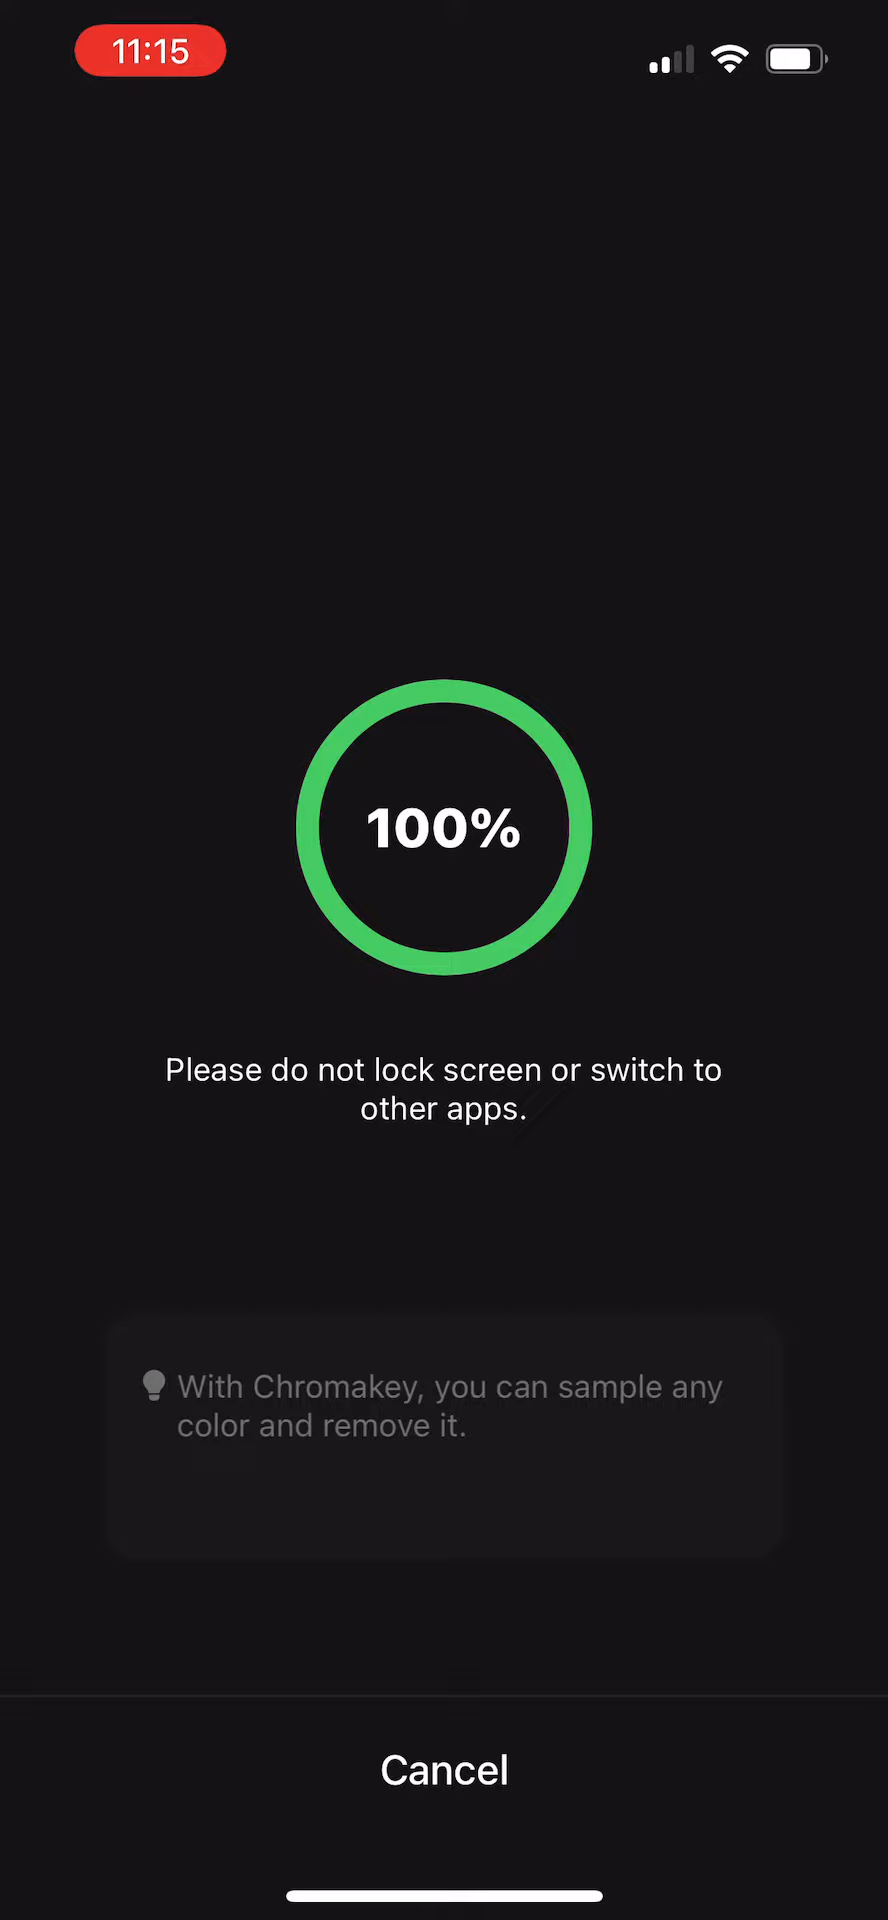 11:15
100%
Please do not lock screen or switch to
other apps.
With Chromakey, you can sample any
color and remove it.
Cancel